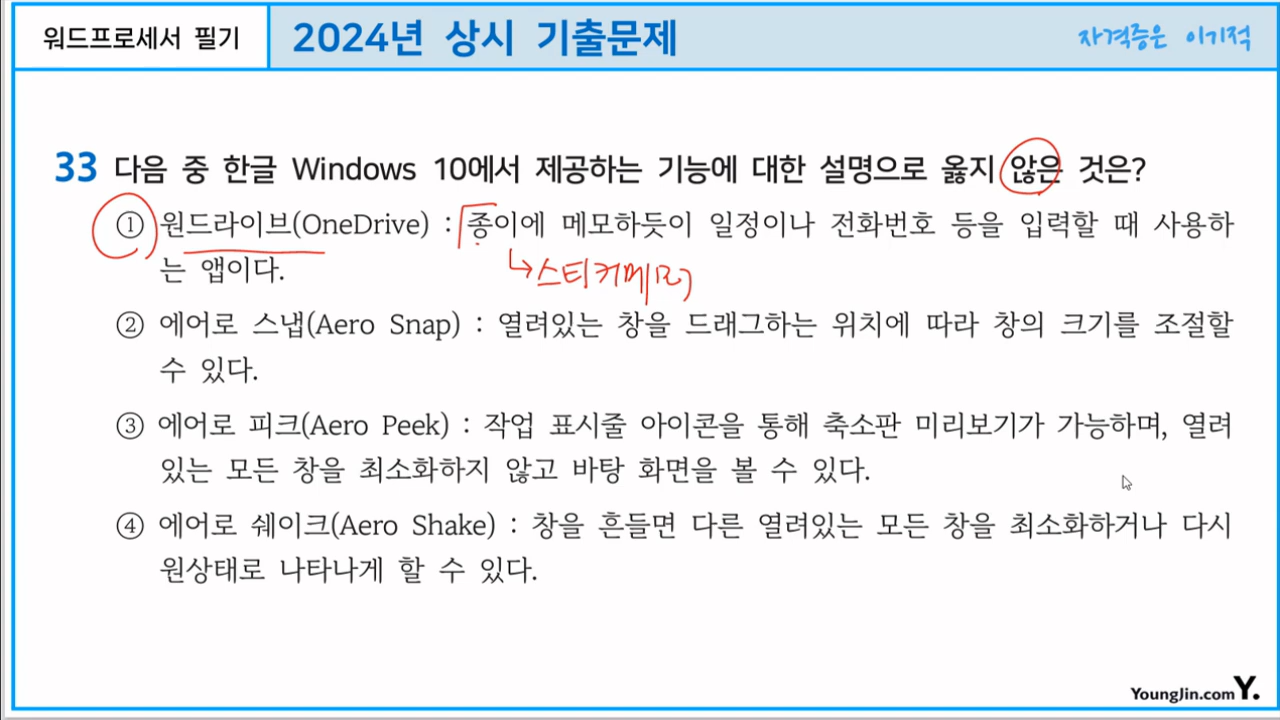 워드프로세서 필기
2024년 상시 기출문제
자격증은 이기적
33 다음 중 한글 Windows 10에서 제공하는 기능에 대한 설명으로 옳지 않은 것은?
① 원드라이브(OneDrive) : 종이에 메모하듯이 일정이나 전화번호 등을 입력할 때 사용하
는 앱이다.
↳스티커메모
② 에어로 스냅(Aero Snap) : 열려있는 창을 드래그하는 위치에 따라 창의 크기를 조절할
수 있다.
③ 에어로 피크(Aero Peek) : 작업 표시줄 아이콘을 통해 축소판 미리보기가 가능하며, 열려
있는 모든 창을 최소화하지 않고 바탕 화면을 볼 수 있다.
④ 에어로 쉐이크(Aero Shake) : 창을 흔들면 다른 열려있는 모든 창을 최소화하거나 다시
원상태로 나타나게 할 수 있다.
YoungJin.com Y.